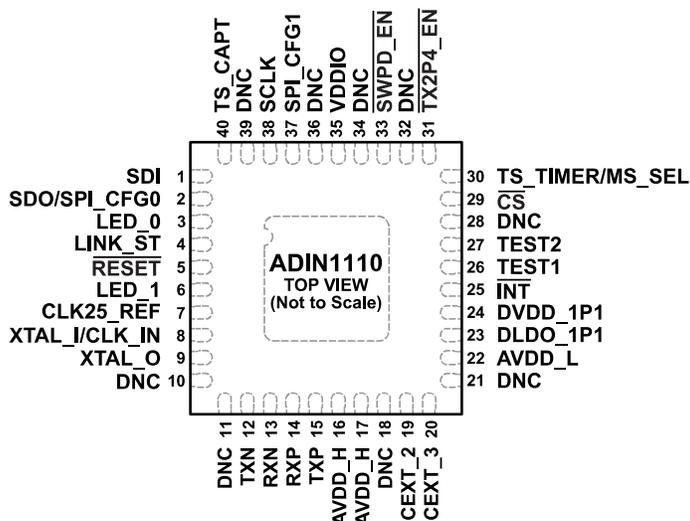 40 TS_CAPT
39 DNC
38 SCLK
37 SPI_CFG1
36 DNC
35 VDDIO
34 DNC
33 SWPD_EN
32 DNC
31 TX2P4_EN
SDI 1
SDO/SPI_CFG0 2
LED_0 3
LINK_ST 4
RESET 5
LED_1 6
CLK25_REF 7
XTAL_I/CLK_IN 8
XTAL_O 9
DNC 10
ADIN1110
TOP VIEW
(Not to Scale)
30 TS_TIMER/MS_SEL
29 CS
28 DNC
27 TEST2
26 TEST1
25 INT
24 DVDD_1P1
23 DLDO_1P1
22 AVDD_L
21 DNC
DNC 11
TXN 12
RXN 13
RXP 14
TXP 15
AVDD_H 16
AVDD_H 17
DNC 18
CEXT_2 19
CEXT_3 20